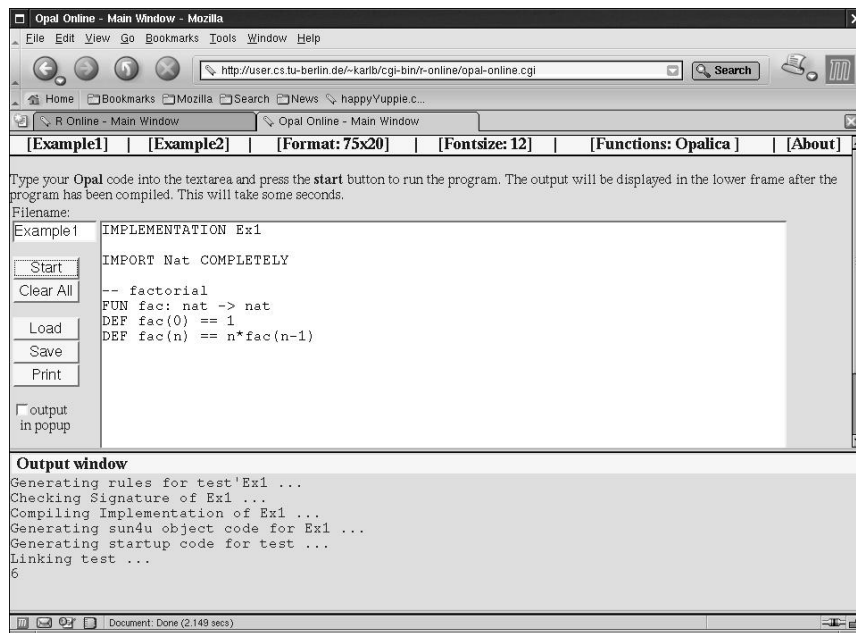 Opal Online - Main Window - Mozilla
File Edit View Go Bookmarks Tools Window Help
http://user.cs.tu-berlin.de/~karlb/cgi-bin/r-online/opal-online.cgi Search
Home Bookmarks Mozilla Search News happyYuppie.c...
R Online - Main Window Opal Online - Main Window
[Example1] | [Example2] | [Format: 75x20] | [Fontsize: 12] | [Functions: Opalica ] | [About]
Type your Opal code into the textarea and press the start button to run the program. The output will be displayed in the lower frame after the
program has been compiled. This will take some seconds.
Filename:
Example1
Start
Clear All
Load
Save
Print
output
in popup
IMPLEMENTATION Ex1
IMPORT Nat COMPLETELY
-- factorial
FUN fac: nat -> nat
DEF fac(0) == 1
DEF fac(n) == n*fac(n-1)
Output window
Generating rules for test'Ex1 ...
Checking Signature of Ex1 ...
Compiling Implementation of Ex1 ...
Generating sun4u object code for Ex1 ...
Generating startup code for test ...
Linking test ...
6
Document: Done (2.149 secs)